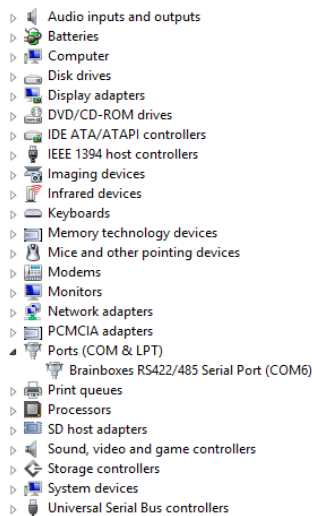 Audio inputs and outputs
Batteries
Computer
Disk drives
Display adapters
DVD/CD-ROM drives
IDE ATA/ATAPI controllers
IEEE 1394 host controllers
Imaging devices
Infrared devices
Keyboards
Memory technology devices
Mice and other pointing devices
Modems
Monitors
Network adapters
PCMCIA adapters
Ports (COM & LPT)
Brainboxes RS422/485 Serial Port (COM6)
Print queues
Processors
SD host adapters
Sound, video and game controllers
Storage controllers
System devices
Universal Serial Bus controllers